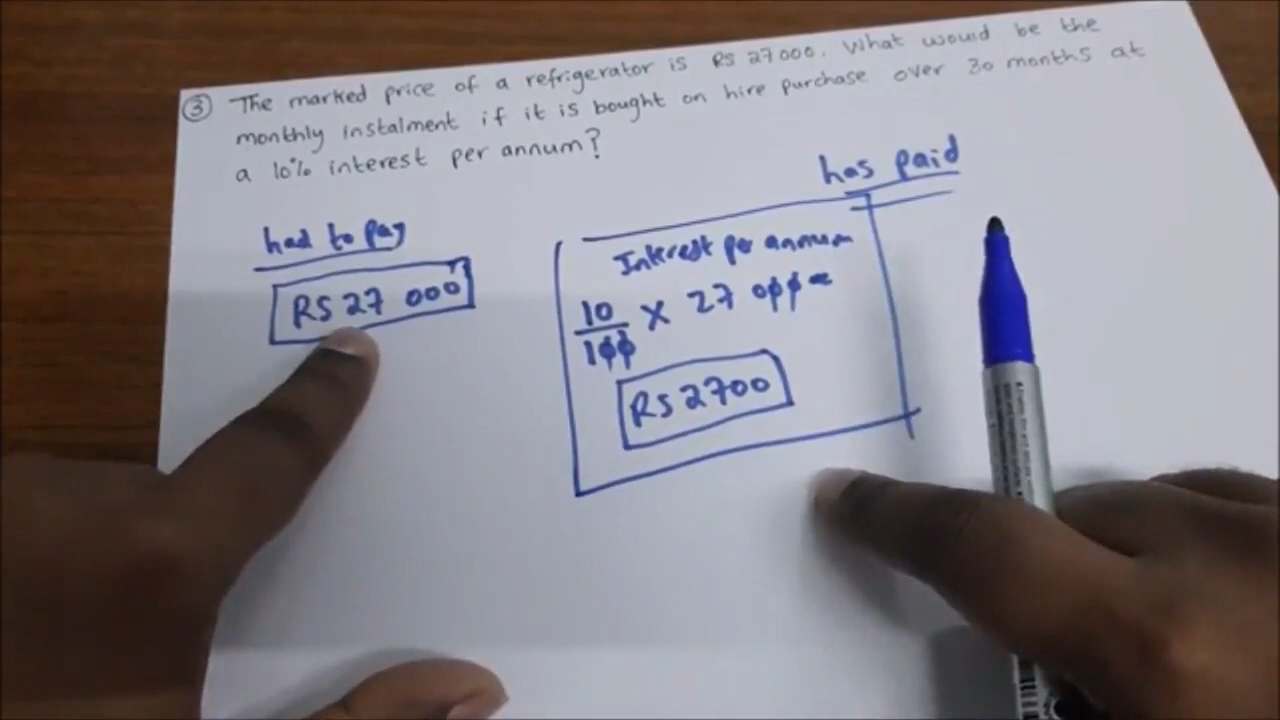 ③ The marked price of a refrigerator is Rs 27000. What would be the
monthly instalment if it is bought on hire purchase over 30 months at
a 10% interest per annum?
has paid
had to pay
Rs 27 000
Interest per annum
10/100 x 27 000
Rs 2700